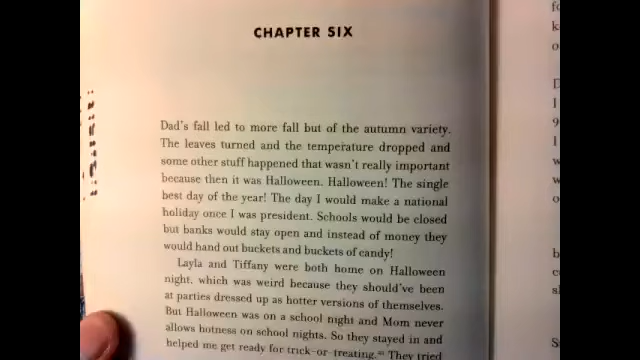 CHAPTER SIX
Dad's fall led to more fall but of the autumn variety.
The leaves turned and the temperature dropped and
some other stuff happened that wasn't really important
because then it was Halloween. Halloween! The single
best day of the year! The day I would make a national
holiday once I was president. Schools would be closed
but banks would stay open and instead of money they
would hand out buckets and buckets of candy!
Layla and Tiffany were both home on Halloween
night, which was weird because they should've been
at parties dressed up as hotter versions of themselves.
But Halloween was on a school night and Mom never
allows hotness on school nights. So they stayed in and
helped me get ready for trick-or-treating. They tried